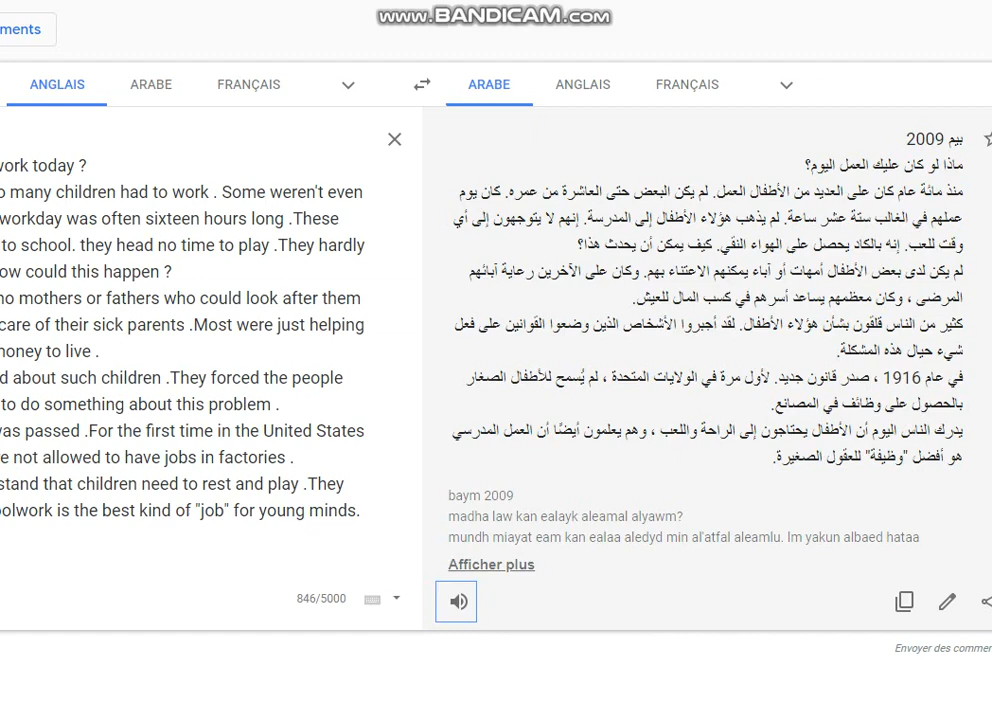 www.BANDICAM.com
ments
ANGLAIS ARABE FRANÇAIS
ARABE ANGLAIS FRANÇAIS
work today ?
o many children had to work . Some weren't even
workday was often sixteen hours long .These
to school. they head no time to play .They hardly
ow could this happen ?
no mothers or fathers who could look after them
care of their sick parents .Most were just helping
money to live .
d about such children .They forced the people
to do something about this problem .
was passed .For the first time in the United States
e not allowed to have jobs in factories .
stand that children need to rest and play .They
oolwork is the best kind of "job" for young minds.
846/5000
بيم 2009
ماذا لو كان عليك العمل اليوم؟
منذ مائة عام كان على العديد من الأطفال العمل. لم يكن البعض حتى العاشرة من عمره. كان يوم
عملهم في الغالب ستة عشر ساعة. لم يذهب هؤلاء الأطفال إلى المدرسة. إنهم لا يتوجهون إلى أي
وقت للعب. إنه بالكاد يحصل على الهواء النقي. كيف يمكن أن يحدث هذا؟
لم يكن لدى بعض الأطفال أمهات أو آباء يمكنهم الاعتناء بهم. وكان على الآخرين رعاية آبائهم
المرضى ، وكان معظمهم يساعد أسرهم في كسب المال للعيش.
كثير من الناس قلقون بشأن هؤلاء الأطفال. لقد أجبروا الأشخاص الذين وضعوا القوانين على فعل
شيء حيال هذه المشكلة.
في عام 1916 ، صدر قانون جديد. لأول مرة في الولايات المتحدة ، لم يُسمح للأطفال الصغار
بالحصول على وظائف في المصانع.
يدرك الناس اليوم أن الأطفال يحتاجون إلى الراحة واللعب ، وهم يعلمون أيضًا أن العمل المدرسي
هو أفضل "وظيفة" للعقول الصغيرة.
baym 2009
madha law kan ealayk aleamal alyawm?
mundh miayat eam kan ealaa aledyd min al'atfal aleamlu. lm yakun albaed hataa
Afficher plus
Envoyer des commen